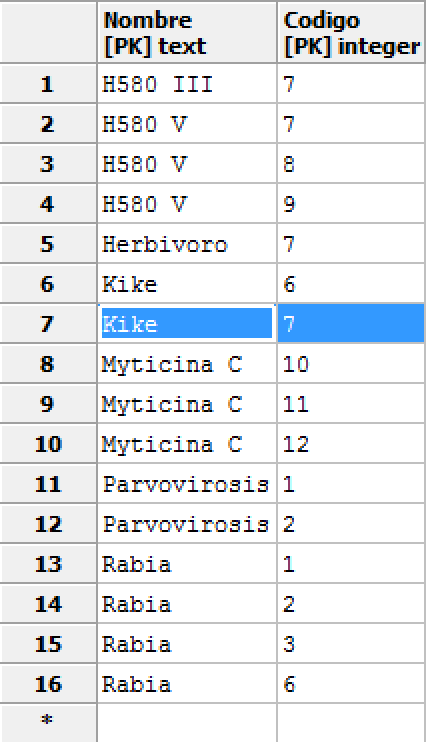 Nombre Codigo
[PK] text [PK] integer
1 H580 III 7
2 H580 V 7
3 H580 V 8
4 H580 V 9
5 Herbivoro 7
6 Kike 6
7 Kike 7
8 Myticina C 10
9 Myticina C 11
10 Myticina C 12
11 Parvovirosis 1
12 Parvovirosis 2
13 Rabia 1
14 Rabia 2
15 Rabia 3
16 Rabia 6
*